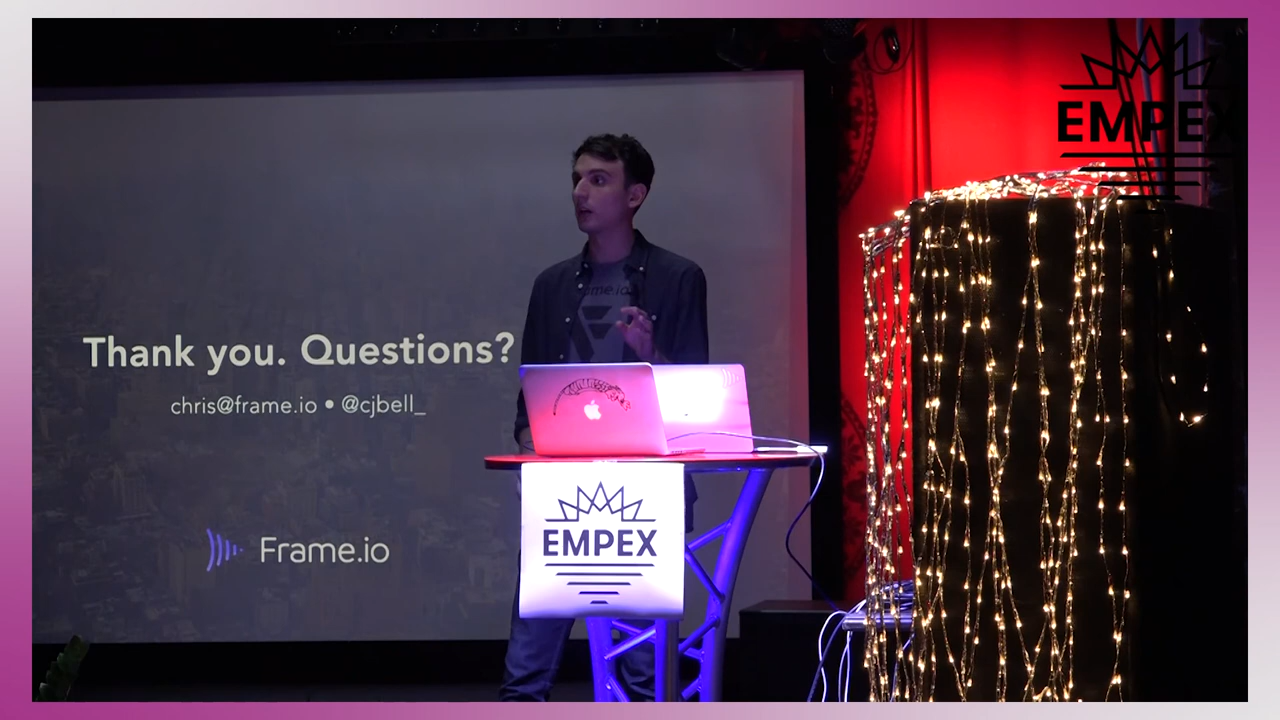 EMPEX
Thank you. Questions?
chris@frame.io • @cjbell_
Frame.io
EMPEX